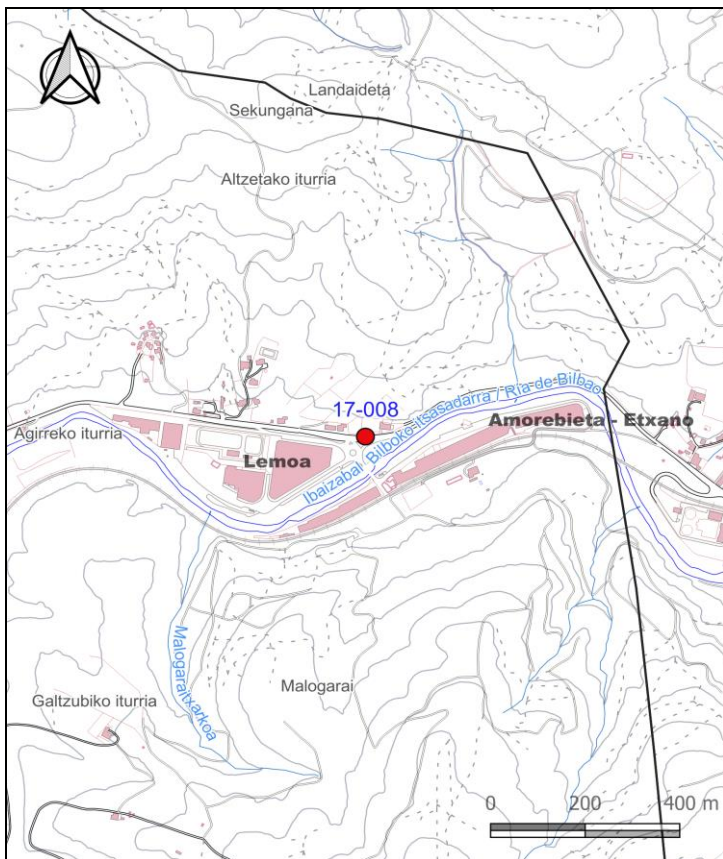 Landaideta
Sekungana
Altzetako iturria
17-008
Ibaizabal-Bilboko Itsasadarra / Ría de Bilbao
Amorebieta - Etxano
Agirreko iturria
Lemoa
Malogaraitxarkoa
Malogarai
Galtzubiko iturria
0 200 400 m